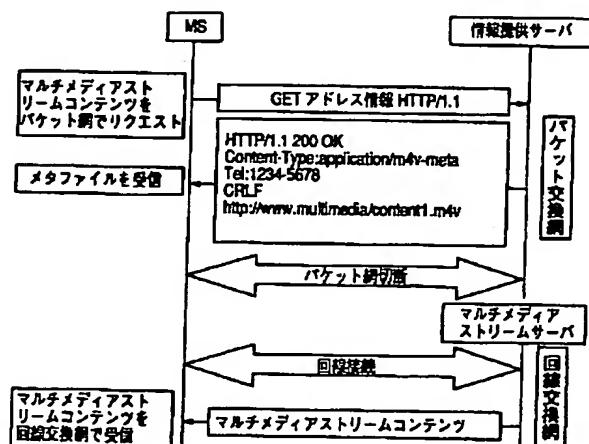 MS
情報提供サーバ
マルチメディアスト
リームコンテンツを
パケット網でリクエスト
GET アドレス情報 HTTP/1.1
HTTP/1.1 200 OK
Content-Type:application/m4v-meta
Tel:1234-5678
CRLF
http://www.multimedia/content1.m4v
メタファイルを受信
パケット交換網
パケット網切断
マルチメディア
ストリームサーバ
回線接続
回線交換網
マルチメディアスト
リームコンテンツを
回線交換網で受信
マルチメディアストリームコンテンツ